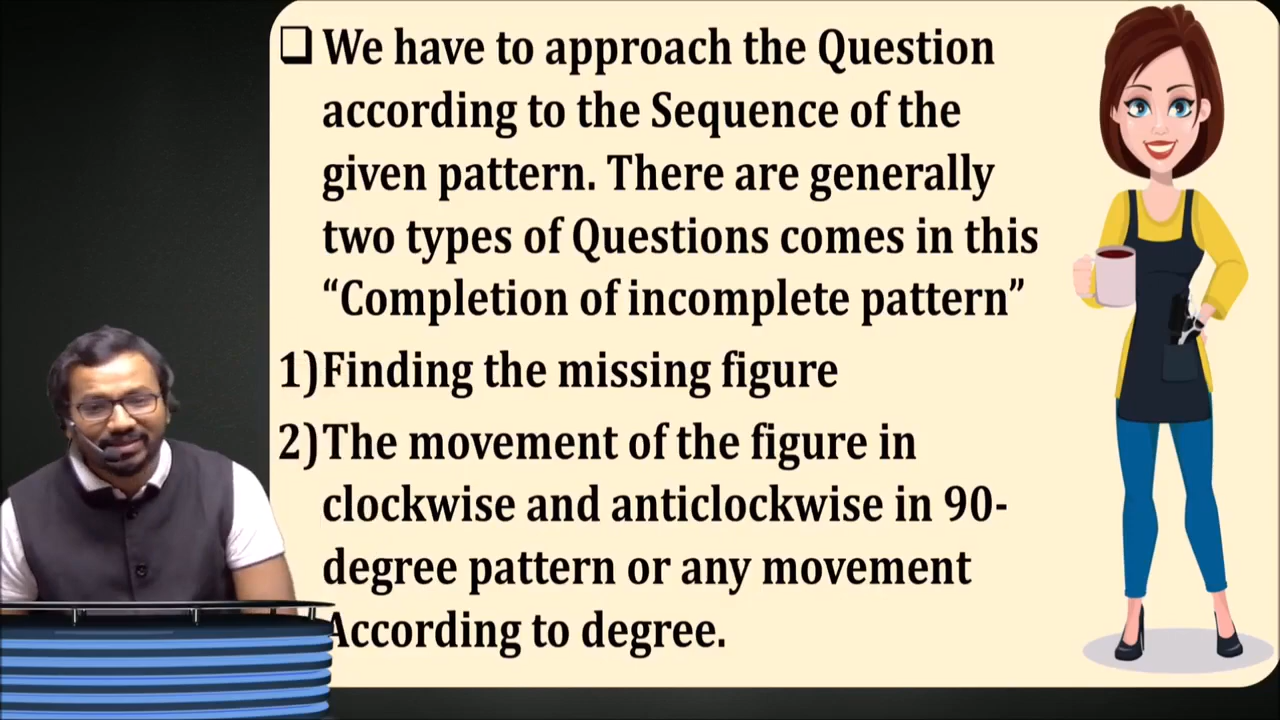 ❑ We have to approach the Question
according to the Sequence of the
given pattern. There are generally
two types of Questions comes in this
“Completion of incomplete pattern”
1)Finding the missing figure
2)The movement of the figure in
clockwise and anticlockwise in 90-
degree pattern or any movement
According to degree.